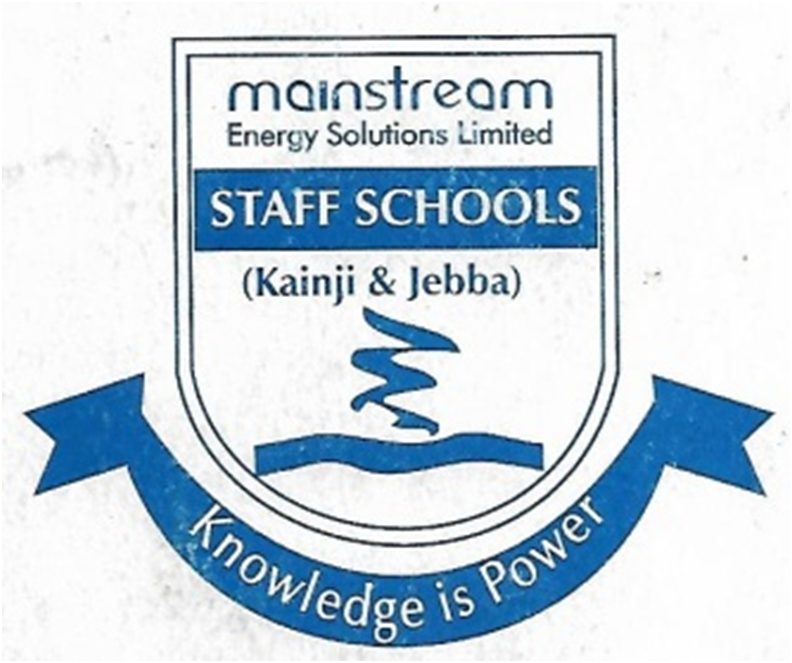 mainstream
Energy Solutions Limited
STAFF SCHOOLS
(Kainji & Jebba)
Knowledge is Power